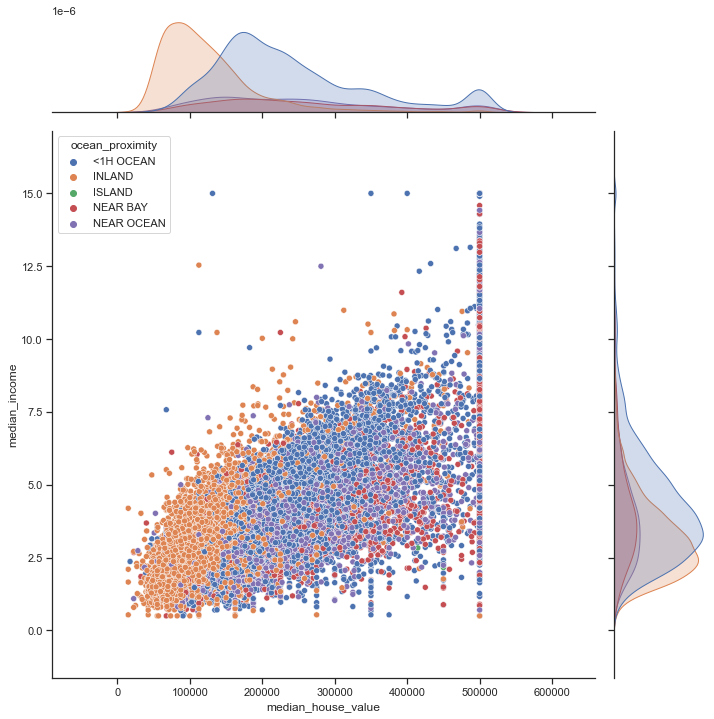 1e−6
ocean_proximity
<1H OCEAN
INLAND
ISLAND
NEAR BAY
NEAR OCEAN
15.0
12.5
10.0
7.5
5.0
2.5
0.0
median_income
0 100000 200000 300000 400000 500000 600000
median_house_value